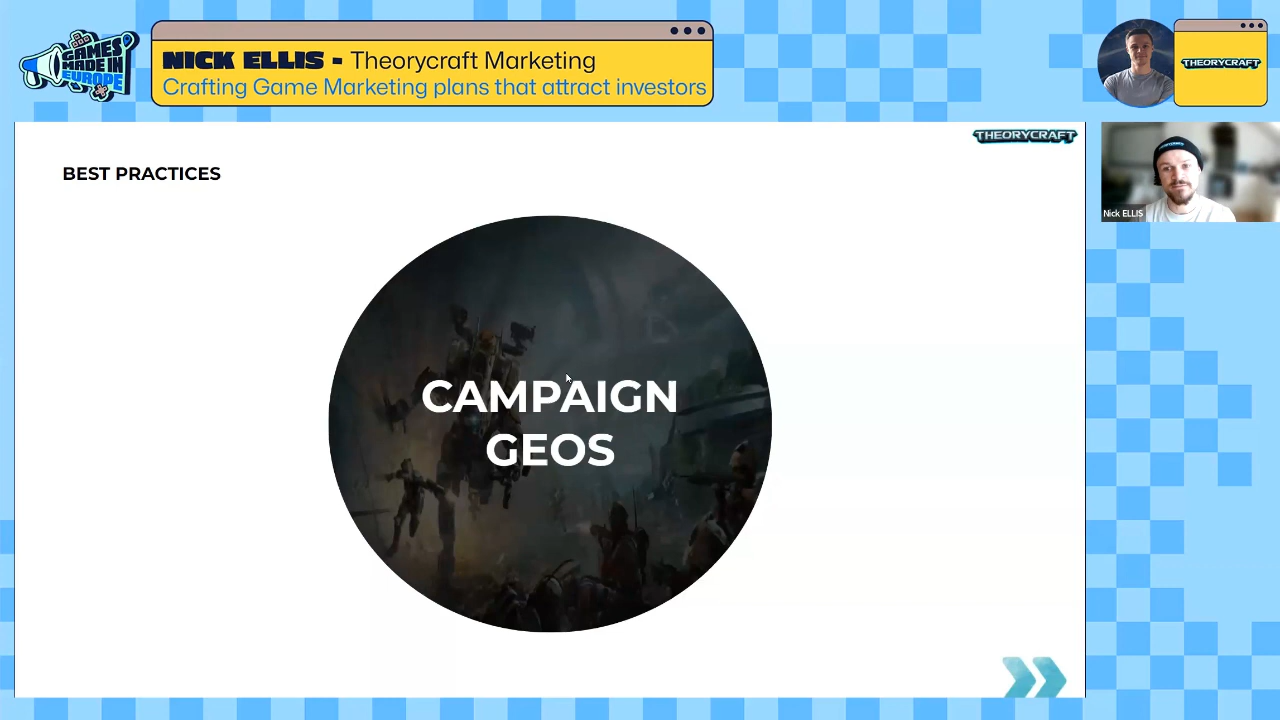 GAMES
MADE IN
EUROPE
NICK ELLIS - Theorycraft Marketing
Crafting Game Marketing plans that attract investors
THEORYCRAFT
THEORYCRAFT
BEST PRACTICES
CAMPAIGN
GEOS
Nick ELLIS